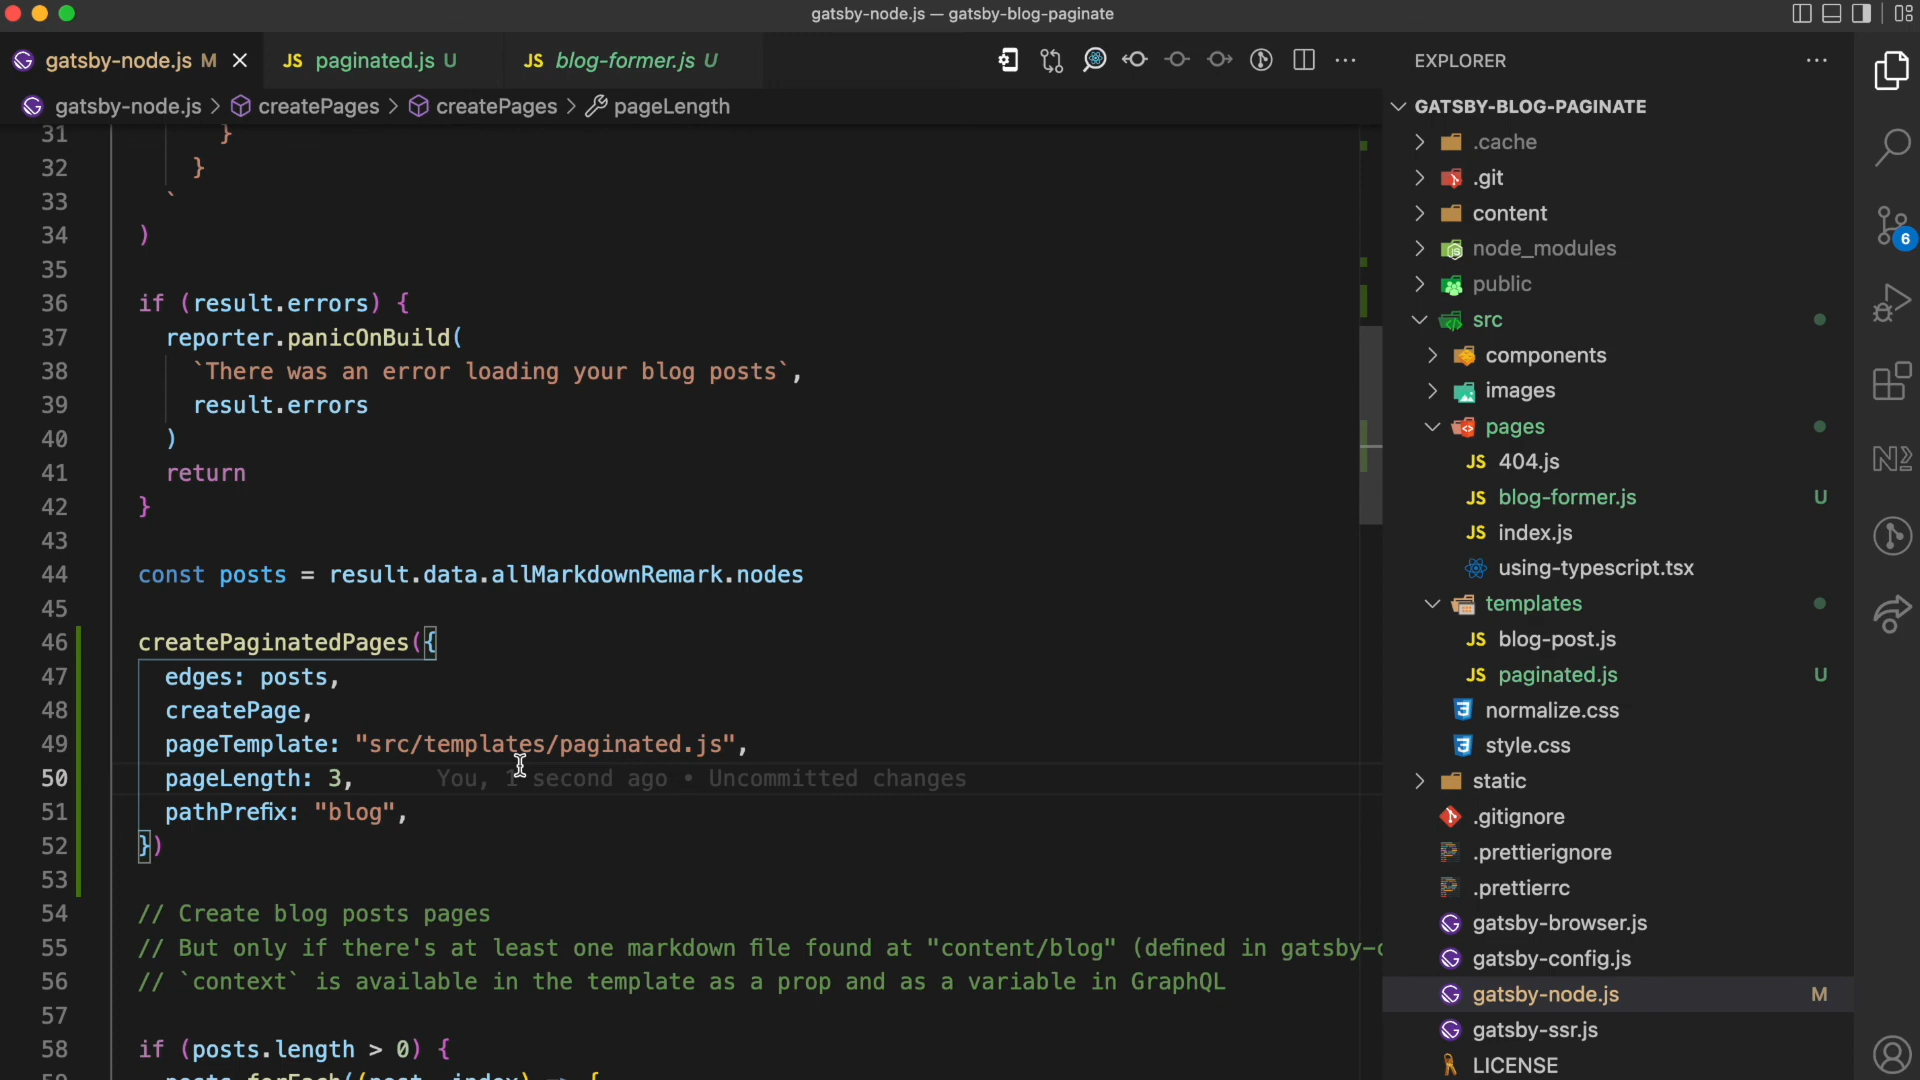 gatsby-node.js — gatsby-blog-paginate
gatsby-node.js M
JS paginated.js U
JS blog-former.js U
gatsby-node.js > createPages > createPages > pageLength
31 }
32 }
33 `
34 )
35
36 if (result.errors) {
37 reporter.panicOnBuild(
38 `There was an error loading your blog posts`,
39 result.errors
40 )
41 return
42 }
43
44 const posts = result.data.allMarkdownRemark.nodes
45
46 createPaginatedPages({
47 edges: posts,
48 createPage,
49 pageTemplate: "src/templates/paginated.js",
50 pageLength: 3, You, 1 second ago • Uncommitted changes
51 pathPrefix: "blog",
52 })
53
54 // Create blog posts pages
55 // But only if there's at least one markdown file found at "content/blog" (defined in gatsby-c
56 // `context` is available in the template as a prop and as a variable in GraphQL
57
58 if (posts.length > 0) {
posts.forEach((post, index) => {
EXPLORER
GATSBY-BLOG-PAGINATE
.cache
.git
content
node_modules
public
src
components
images
pages
JS 404.js
JS blog-former.js U
JS index.js
using-typescript.tsx
templates
JS blog-post.js
JS paginated.js U
normalize.css
style.css
static
.gitignore
.prettierignore
.prettierrc
gatsby-browser.js
gatsby-config.js
gatsby-node.js M
gatsby-ssr.js
LICENSE
6